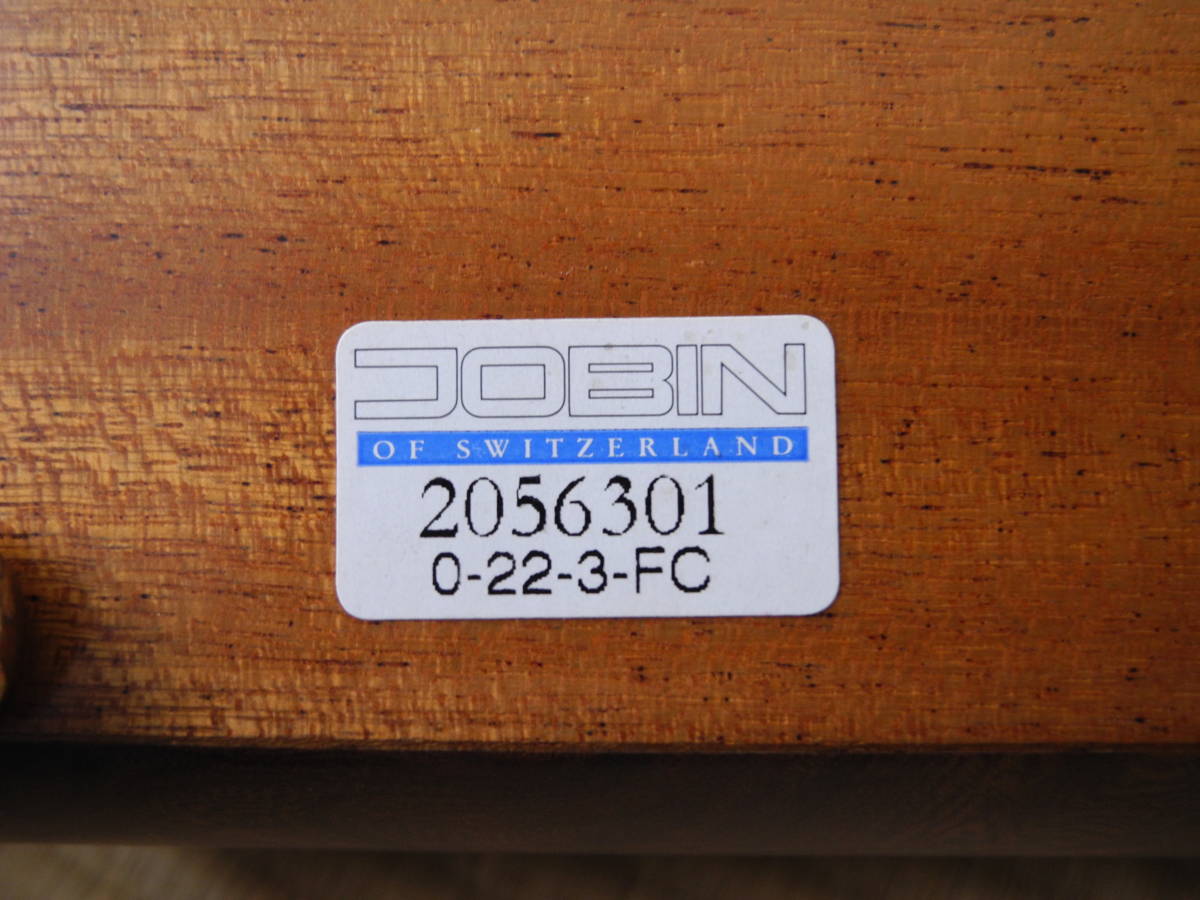 JOBIN
OF SWITZERLAND
2056301
0-22-3-FC